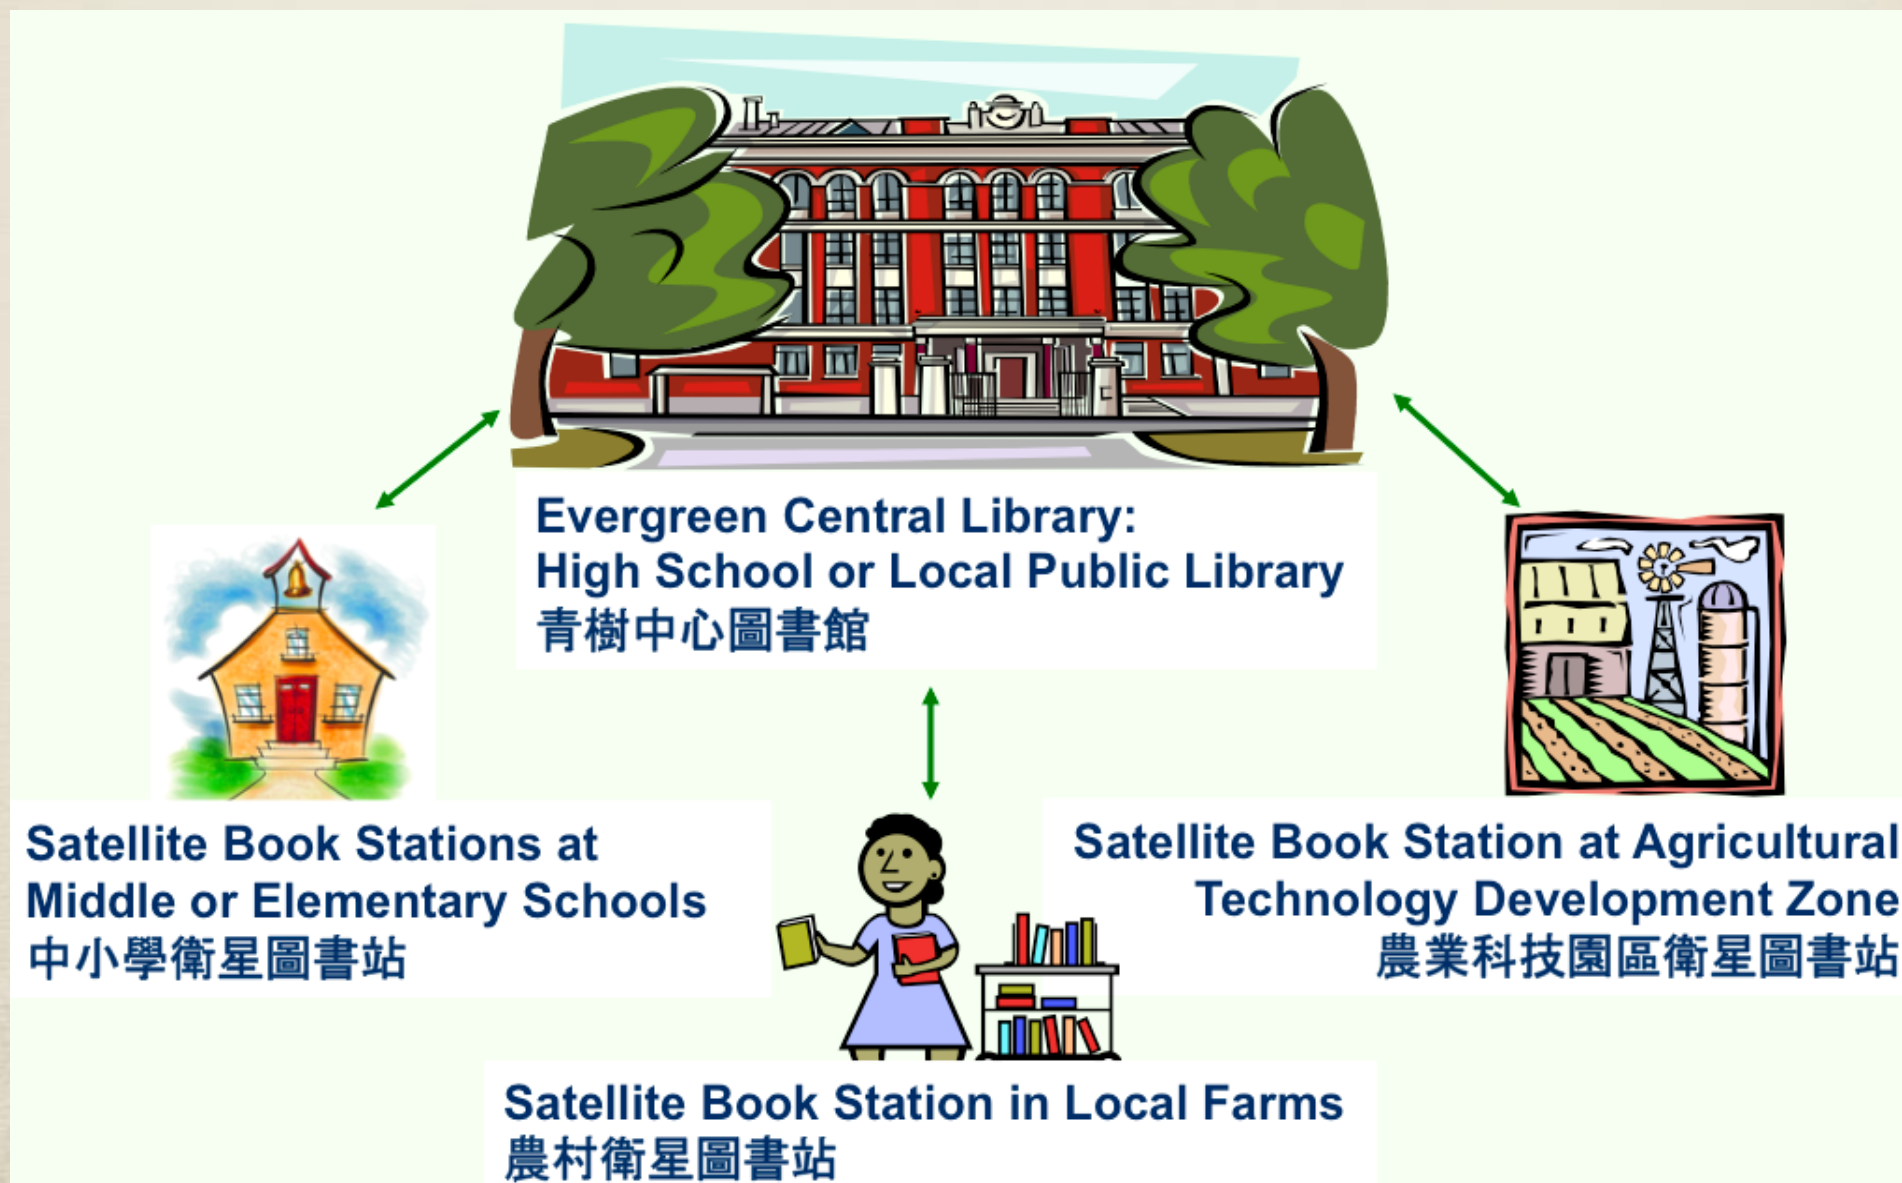 Evergreen Central Library:
High School or Local Public Library
青樹中心圖書館
Satellite Book Stations at
Middle or Elementary Schools
中小學衛星圖書站
Satellite Book Station at Agricultural
Technology Development Zone
農業科技園區衛星圖書站
Satellite Book Station in Local Farms
農村衛星圖書站